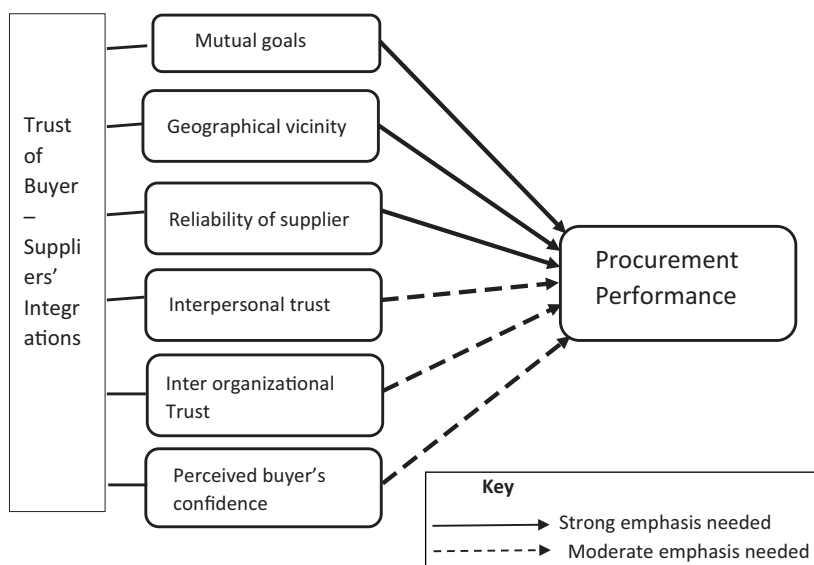 Trust
of
Buyer
–
Suppli
ers'
Integr
ations
Mutual goals
Geographical vicinity
Reliability of supplier
Interpersonal trust
Inter organizational
Trust
Perceived buyer's
confidence
Procurement
Performance
Key
Strong emphasis needed
Moderate emphasis needed